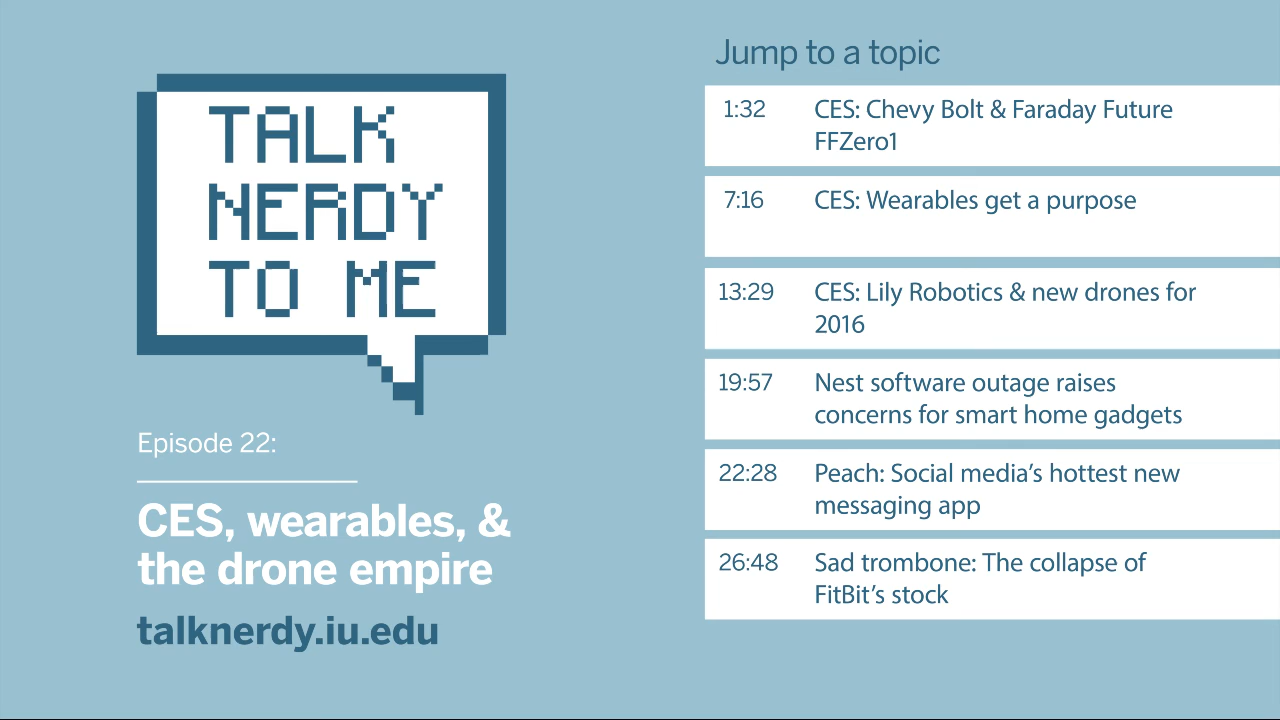 TALK
NERDY
TO ME
Episode 22:
CES, wearables, &
the drone empire
talknerdy.iu.edu
Jump to a topic
1:32 CES: Chevy Bolt & Faraday Future
FFZero1
7:16 CES: Wearables get a purpose
13:29 CES: Lily Robotics & new drones for
2016
19:57 Nest software outage raises
concerns for smart home gadgets
22:28 Peach: Social media’s hottest new
messaging app
26:48 Sad trombone: The collapse of
FitBit’s stock